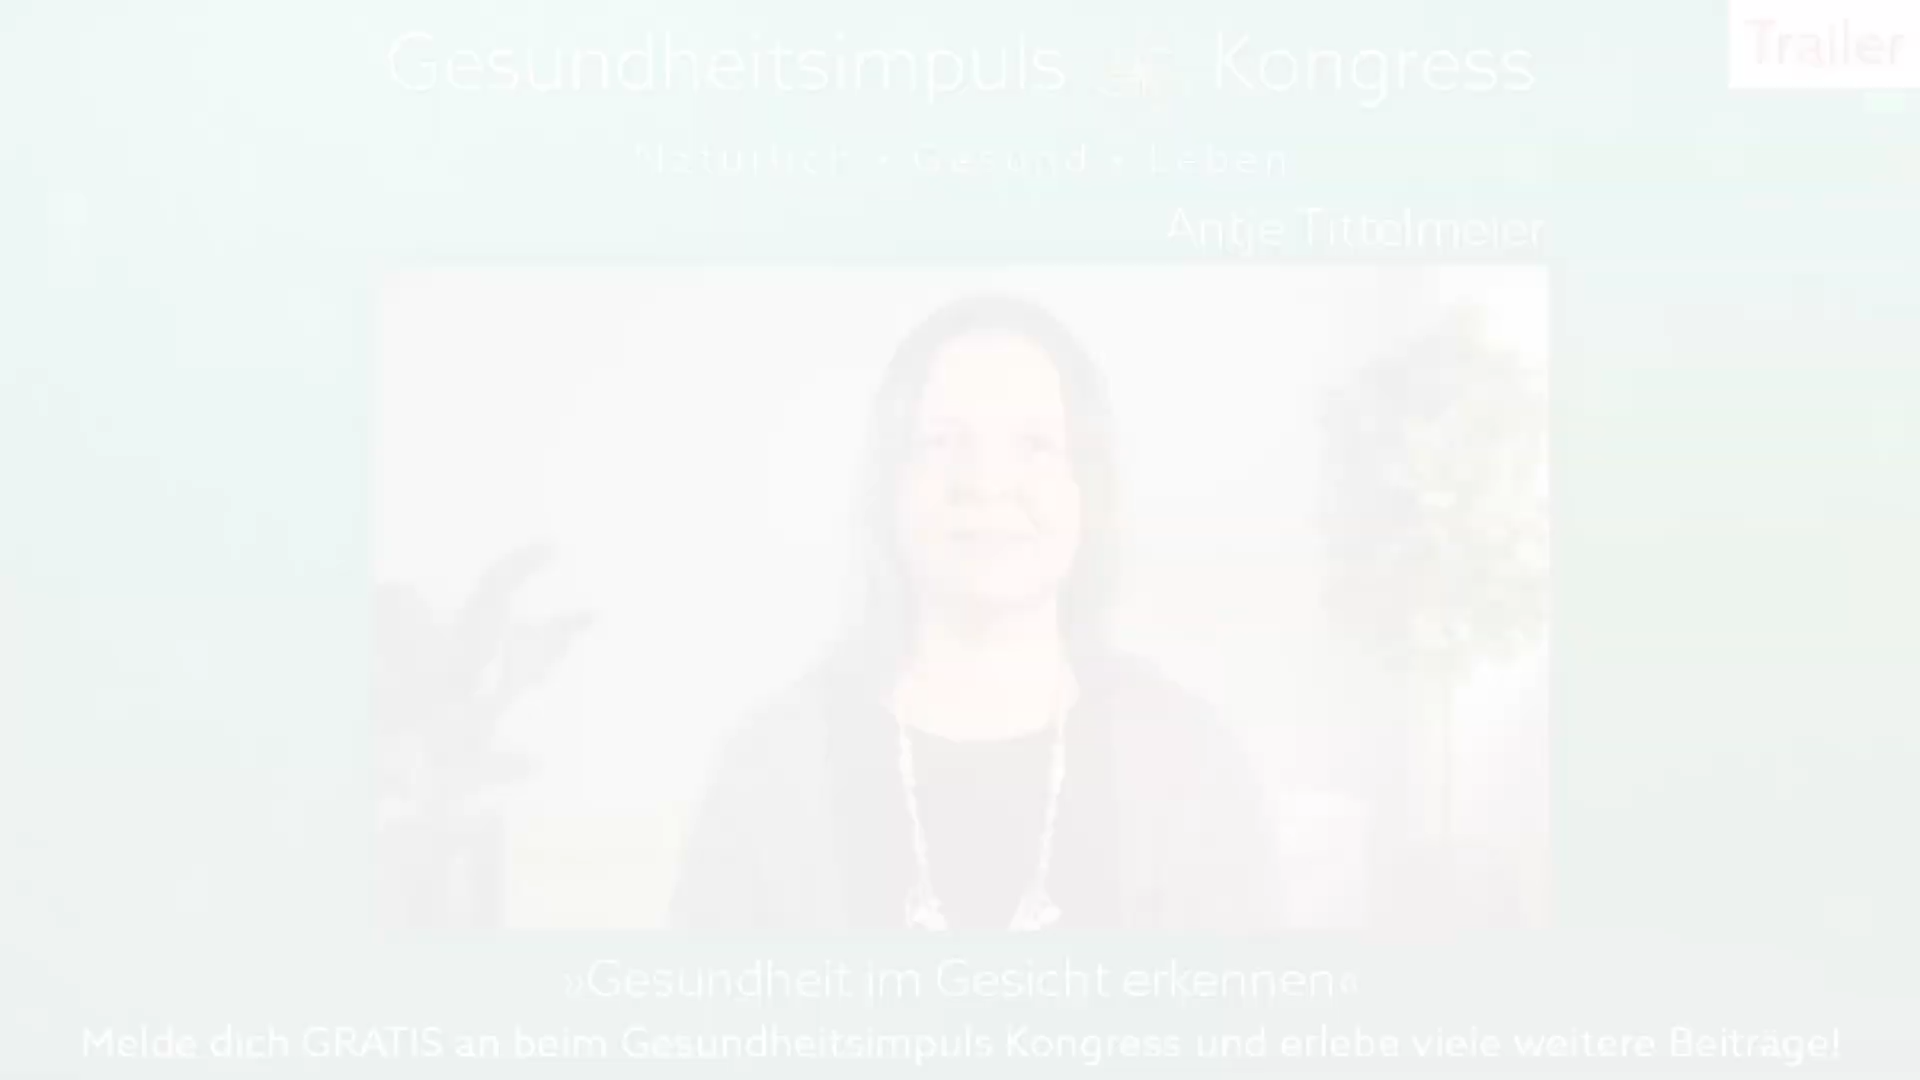 Gesundheitsimpuls Kongress
Trailer
Natürlich • Gesund • Leben
Antje Tittelmeier
»Gesundheit im Gesicht erkennen«
Melde dich GRATIS an beim Gesundheitsimpuls Kongress und erlebe viele weitere Beiträge!